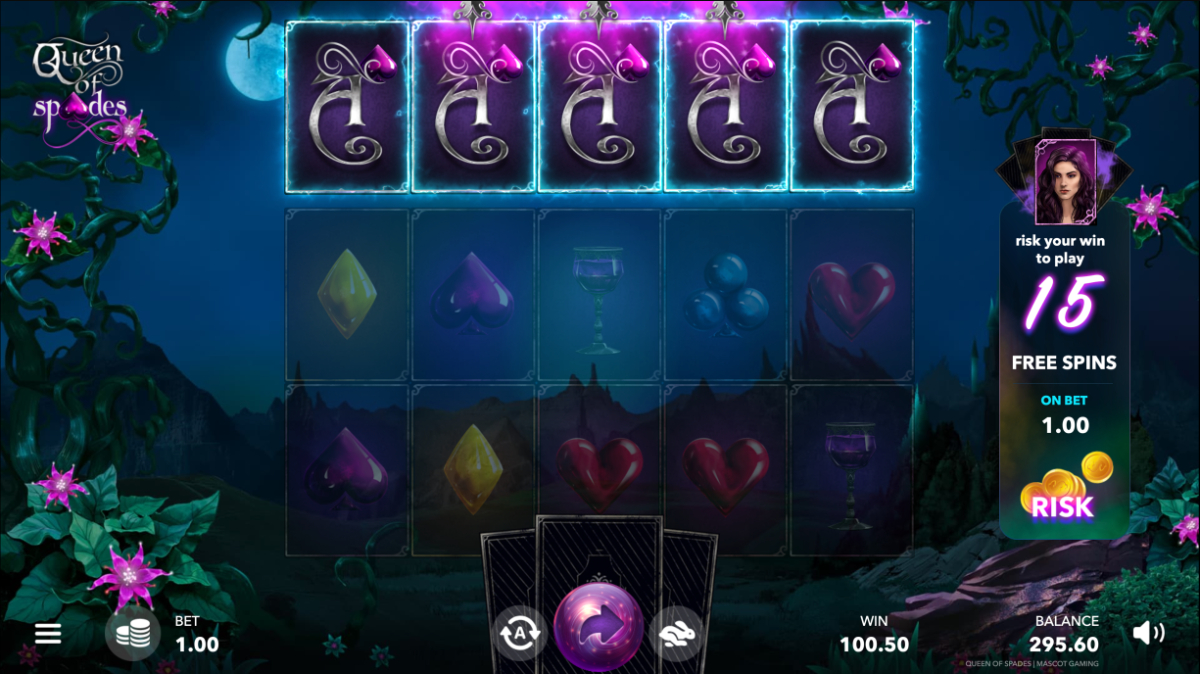 Queen
of
spades
A A A A A
risk your win
to play
15
FREE SPINS
ON BET
1.00
RISK
BET
1.00
A
WIN
100.50
BALANCE
295.60
QUEEN OF SPADES | MASCOT GAMING